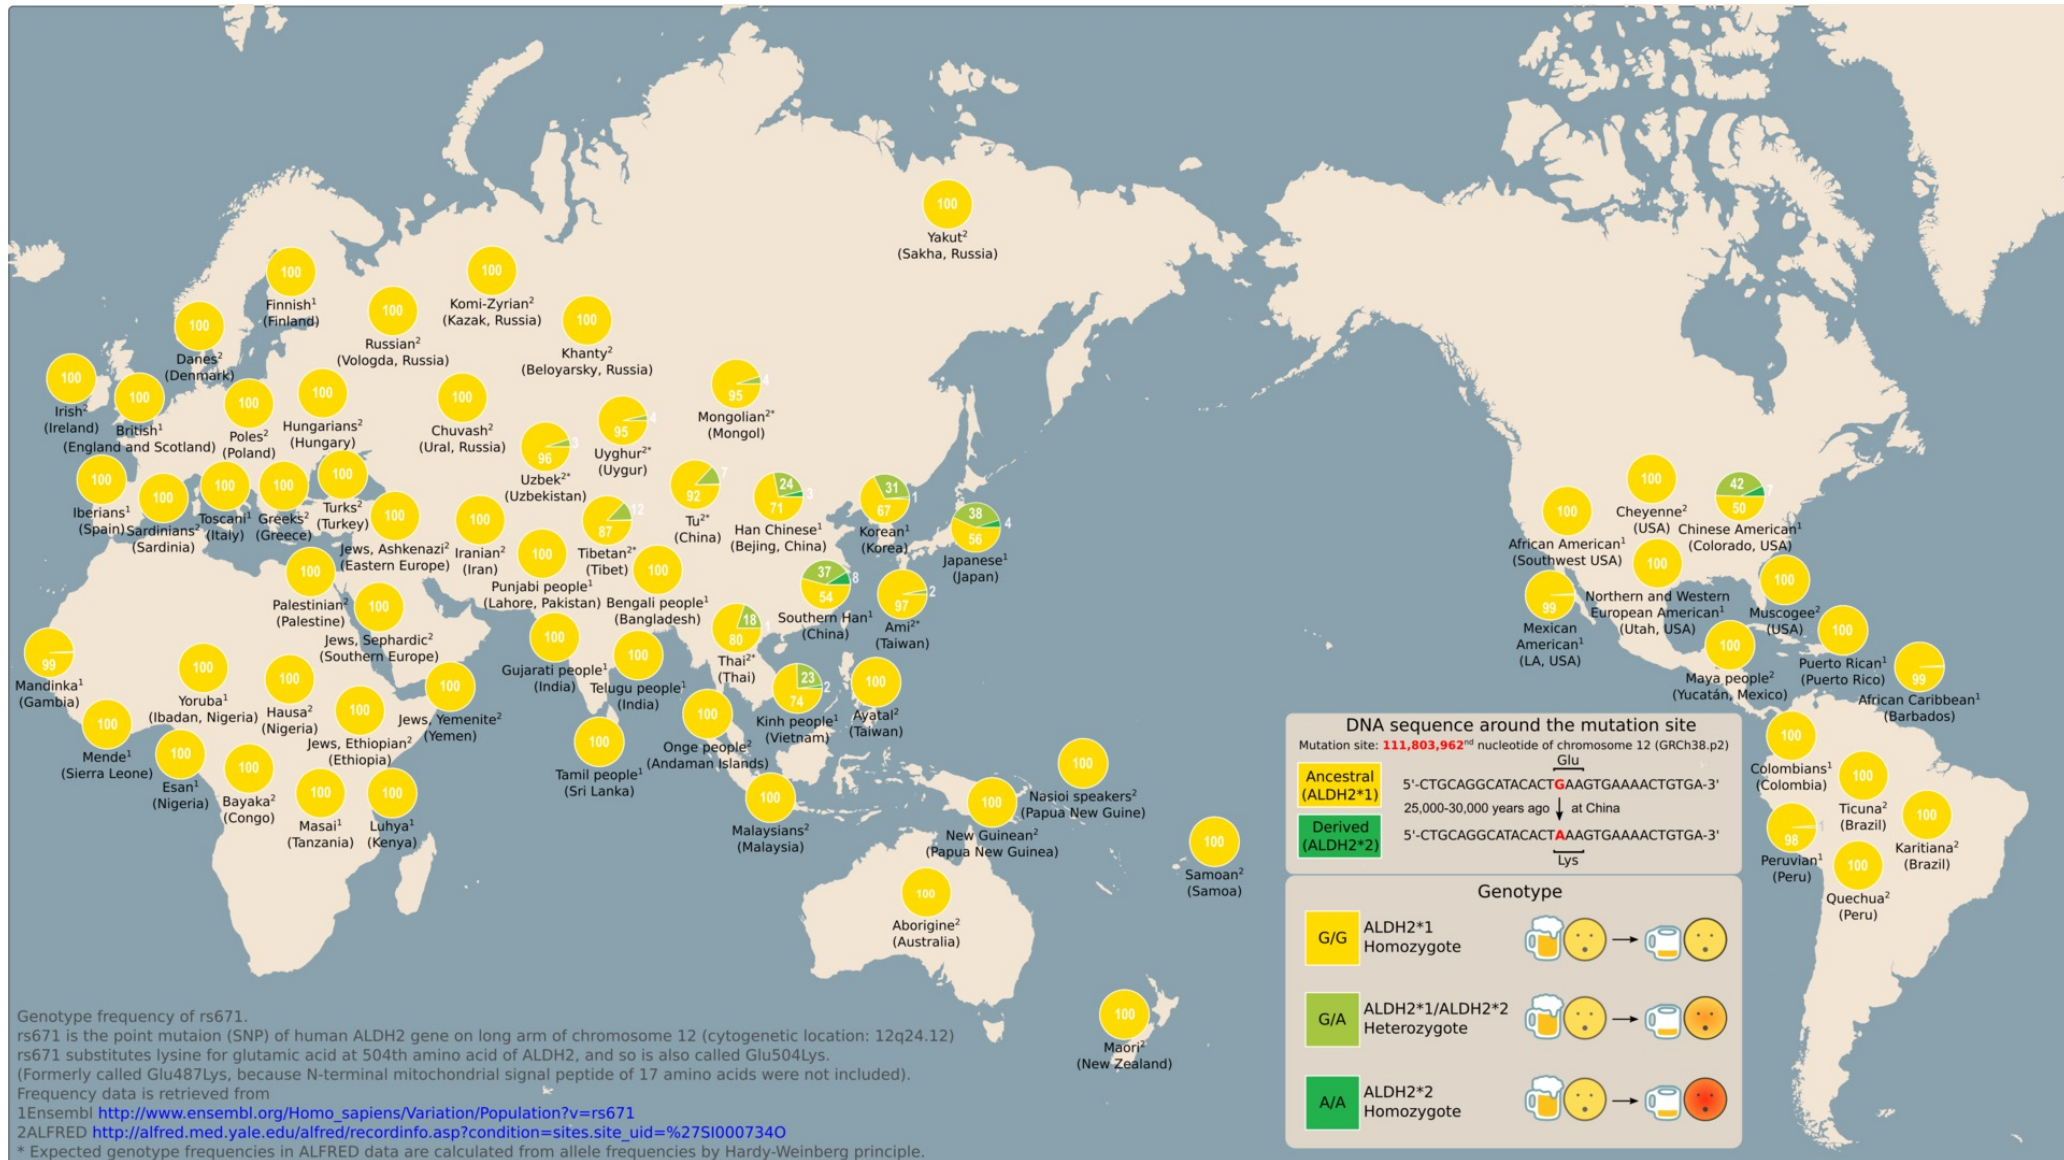 100
Yakut²
(Sakha, Russia)
100
Finnish¹
(Finland)
100
Komi-Zyrian²
(Kazak, Russia)
100
Danes²
(Denmark)
100
Russian²
(Vologda, Russia)
100
Khanty²
(Beloyarsky, Russia)
100
Irish²
(Ireland)
100
British¹
(England and Scotland)
100
Poles²
(Poland)
100
Hungarians²
(Hungary)
100
Chuvash²
(Ural, Russia)
4
95
Mongolian²*
(Mongol)
4
95
Uyghur²*
(Uygur)
3
96
Uzbek²*
(Uzbekistan)
100
Iberians¹
(Spain)
100
Sardinians²
(Sardinia)
100
Toscani¹
(Italy)
100
Greeks²
(Greece)
100
Turks²
(Turkey)
100
Jews, Ashkenazi²
(Eastern Europe)
100
Iranian²
(Iran)
12
87
Tibetan²*
(Tibet)
7
92
Tu²*
(China)
24
3
71
Han Chinese¹
(Bejing, China)
31
1
67
Korean¹
(Korea)
38
4
56
Japanese¹
(Japan)
100
Palestinian²
(Palestine)
100
Jews, Sephardic²
(Southern Europe)
100
Punjabi people¹
(Lahore, Pakistan)
100
Bengali people¹
(Bangladesh)
37
8
54
Southern Han¹
(China)
2
97
Ami²*
(Taiwan)
99
Mandinka¹
(Gambia)
100
Yoruba¹
(Ibadan, Nigeria)
100
Hausa²
(Nigeria)
100
Jews, Ethiopian²
(Ethiopia)
100
Jews, Yemenite²
(Yemen)
100
Gujarati people¹
(India)
100
Telugu people¹
(India)
18
1
80
Thai²*
(Thai)
23
2
74
Kinh people¹
(Vietnam)
100
Ayatal²
(Taiwan)
100
Mende¹
(Sierra Leone)
100
Esan¹
(Nigeria)
100
Bayaka²
(Congo)
100
Masai¹
(Tanzania)
100
Luhya¹
(Kenya)
100
Tamil people¹
(Sri Lanka)
100
Onge people²
(Andaman Islands)
100
Malaysians²
(Malaysia)
100
New Guinean²
(Papua New Guinea)
100
Nasioi speakers²
(Papua New Guine)
100
Samoan²
(Samoa)
100
Aborigine²
(Australia)
100
Maori²
(New Zealand)
100
African American¹
(Southwest USA)
100
Cheyenne²
(USA)
42
7
50
Chinese American¹
(Colorado, USA)
99
Mexican
American¹
(LA, USA)
100
Northern and Western
European American¹
(Utah, USA)
100
Muscogee²
(USA)
100
Maya people²
(Yucatán, Mexico)
100
Puerto Rican¹
(Puerto Rico)
99
African Caribbean¹
(Barbados)
100
Colombians¹
(Colombia)
100
Ticuna²
(Brazil)
100
Karitiana²
(Brazil)
1
98
Peruvian¹
(Peru)
100
Quechua²
(Peru)
DNA sequence around the mutation site
Mutation site: 111,803,962ⁿᵈ nucleotide of chromosome 12 (GRCh38.p2)
Glu
Ancestral
(ALDH2*1)
5'-CTGCAGGCATACACTGAAGTGAAAACTGTGA-3'
25,000-30,000 years ago at China
Derived
(ALDH2*2)
5'-CTGCAGGCATACACTAAAGTGAAAACTGTGA-3'
Lys
Genotype
G/G
ALDH2*1
Homozygote
G/A
ALDH2*1/ALDH2*2
Heterozygote
A/A
ALDH2*2
Homozygote
Genotype frequency of rs671.
rs671 is the point mutaion (SNP) of human ALDH2 gene on long arm of chromosome 12 (cytogenetic location: 12q24.12)
rs671 substitutes lysine for glutamic acid at 504th amino acid of ALDH2, and so is also called Glu504Lys.
(Formerly called Glu487Lys, because N-terminal mitochondrial signal peptide of 17 amino acids were not included).
Frequency data is retrieved from
1Ensembl http://www.ensembl.org/Homo_sapiens/Variation/Population?v=rs671
2ALFRED http://alfred.med.yale.edu/alfred/recordinfo.asp?condition=sites.site_uid=%27SI000734O
* Expected genotype frequencies in ALFRED data are calculated from allele frequencies by Hardy-Weinberg principle.